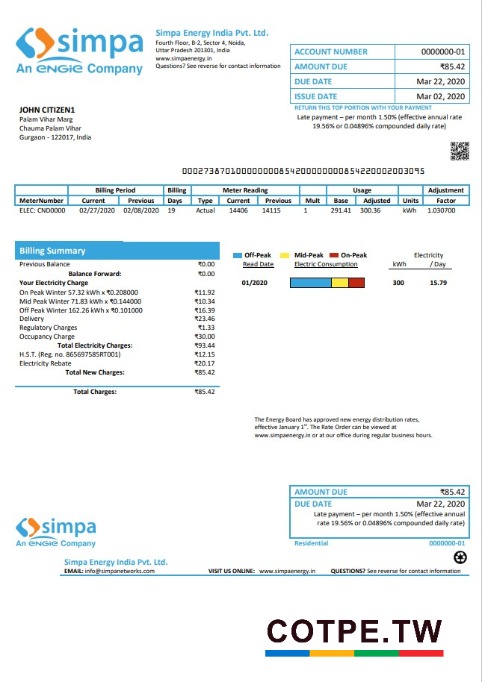 simpa
An ENGIE Company
Simpa Energy India Pvt. Ltd.
Fourth Floor, B-2, Sector 4, Noida,
Uttar Pradesh 201301, India
www.simpaenergy.in
Questions? See reverse for contact information
ACCOUNT NUMBER 0000000-01
AMOUNT DUE ₹85.42
DUE DATE Mar 22, 2020
ISSUE DATE Mar 02, 2020
RETURN THIS TOP PORTION WITH YOUR PAYMENT
Late payment – per month 1.50% (effective annual rate
19.56% or 0.04896% compounded daily rate)
JOHN CITIZEN1
Palam Vihar Marg
Chauma Palam Vihar
Gurgaon - 122017, India
Billing Period Billing Meter Reading Usage Adjustment
MeterNumber Current Previous Days Type Current Previous Mult Base Adjusted Units Factor
ELEC: CND0000 02/27/2020 02/08/2020 19 Actual 14406 14115 1 291.41 300.36 kWh 1.030700
Billing Summary
Previous Balance ₹0.00
Balance Forward: ₹0.00
Your Electricity Charge
On Peak Winter 57.32 kWh x ₹0.208000 ₹11.92
Mid Peak Winter 71.83 kWh x ₹0.144000 ₹10.34
Off Peak Winter 162.26 kWh x ₹0.101000 ₹16.39
Delivery ₹23.46
Regulatory Charges ₹1.33
Occupancy Charge ₹30.00
Total Electricity Charges: ₹93.44
H.S.T. (Reg. no. 865697585RT001) ₹12.15
Electricity Rebate ₹20.17
Total New Charges: ₹85.42
Total Charges: ₹85.42
Off-Peak Mid-Peak On-Peak Electricity
Read Date Electric Consumption kWh / Day
01/2020 300 15.79
The Energy Board has approved new energy distribution rates,
effective January 1st. The Rate Order can be viewed at
www.simpaenergy.in or at our office during regular business hours.
AMOUNT DUE ₹85.42
DUE DATE Mar 22, 2020
Late payment – per month 1.50% (effective annual
rate 19.56% or 0.04896% compounded daily rate)
Residential 0000000-01
simpa
An ENGIE Company
Simpa Energy India Pvt. Ltd.
EMAIL: info@simpanetworks.com VISIT US ONLINE: www.simpaenergy.in QUESTIONS? See reverse for contact information
COTPE.TW